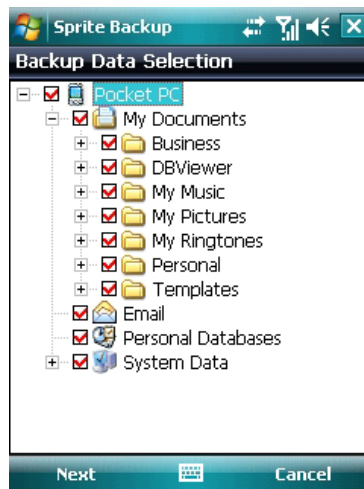 Sprite Backup
Backup Data Selection
Pocket PC
My Documents
Business
DBViewer
My Music
My Pictures
My Ringtones
Personal
Templates
Email
Personal Databases
System Data
Next Cancel